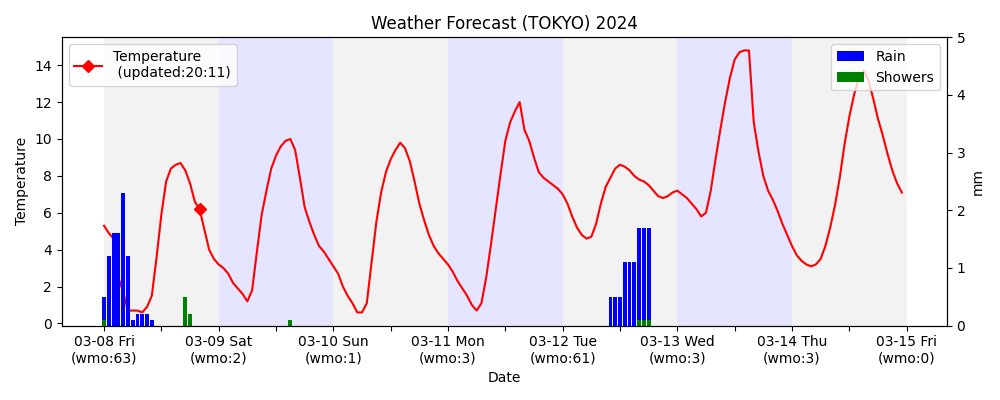 Weather Forecast (TOKYO) 2024
Temperature
(updated:20:11)
Rain
Showers
Temperature
14
12
10
8
6
4
2
0
5
4
3
2
1
0
mm
03-08 Fri
(wmo:63)
03-09 Sat
(wmo:2)
03-10 Sun
(wmo:1)
03-11 Mon
(wmo:3)
03-12 Tue
(wmo:61)
03-13 Wed
(wmo:3)
03-14 Thu
(wmo:3)
03-15 Fri
(wmo:0)
Date